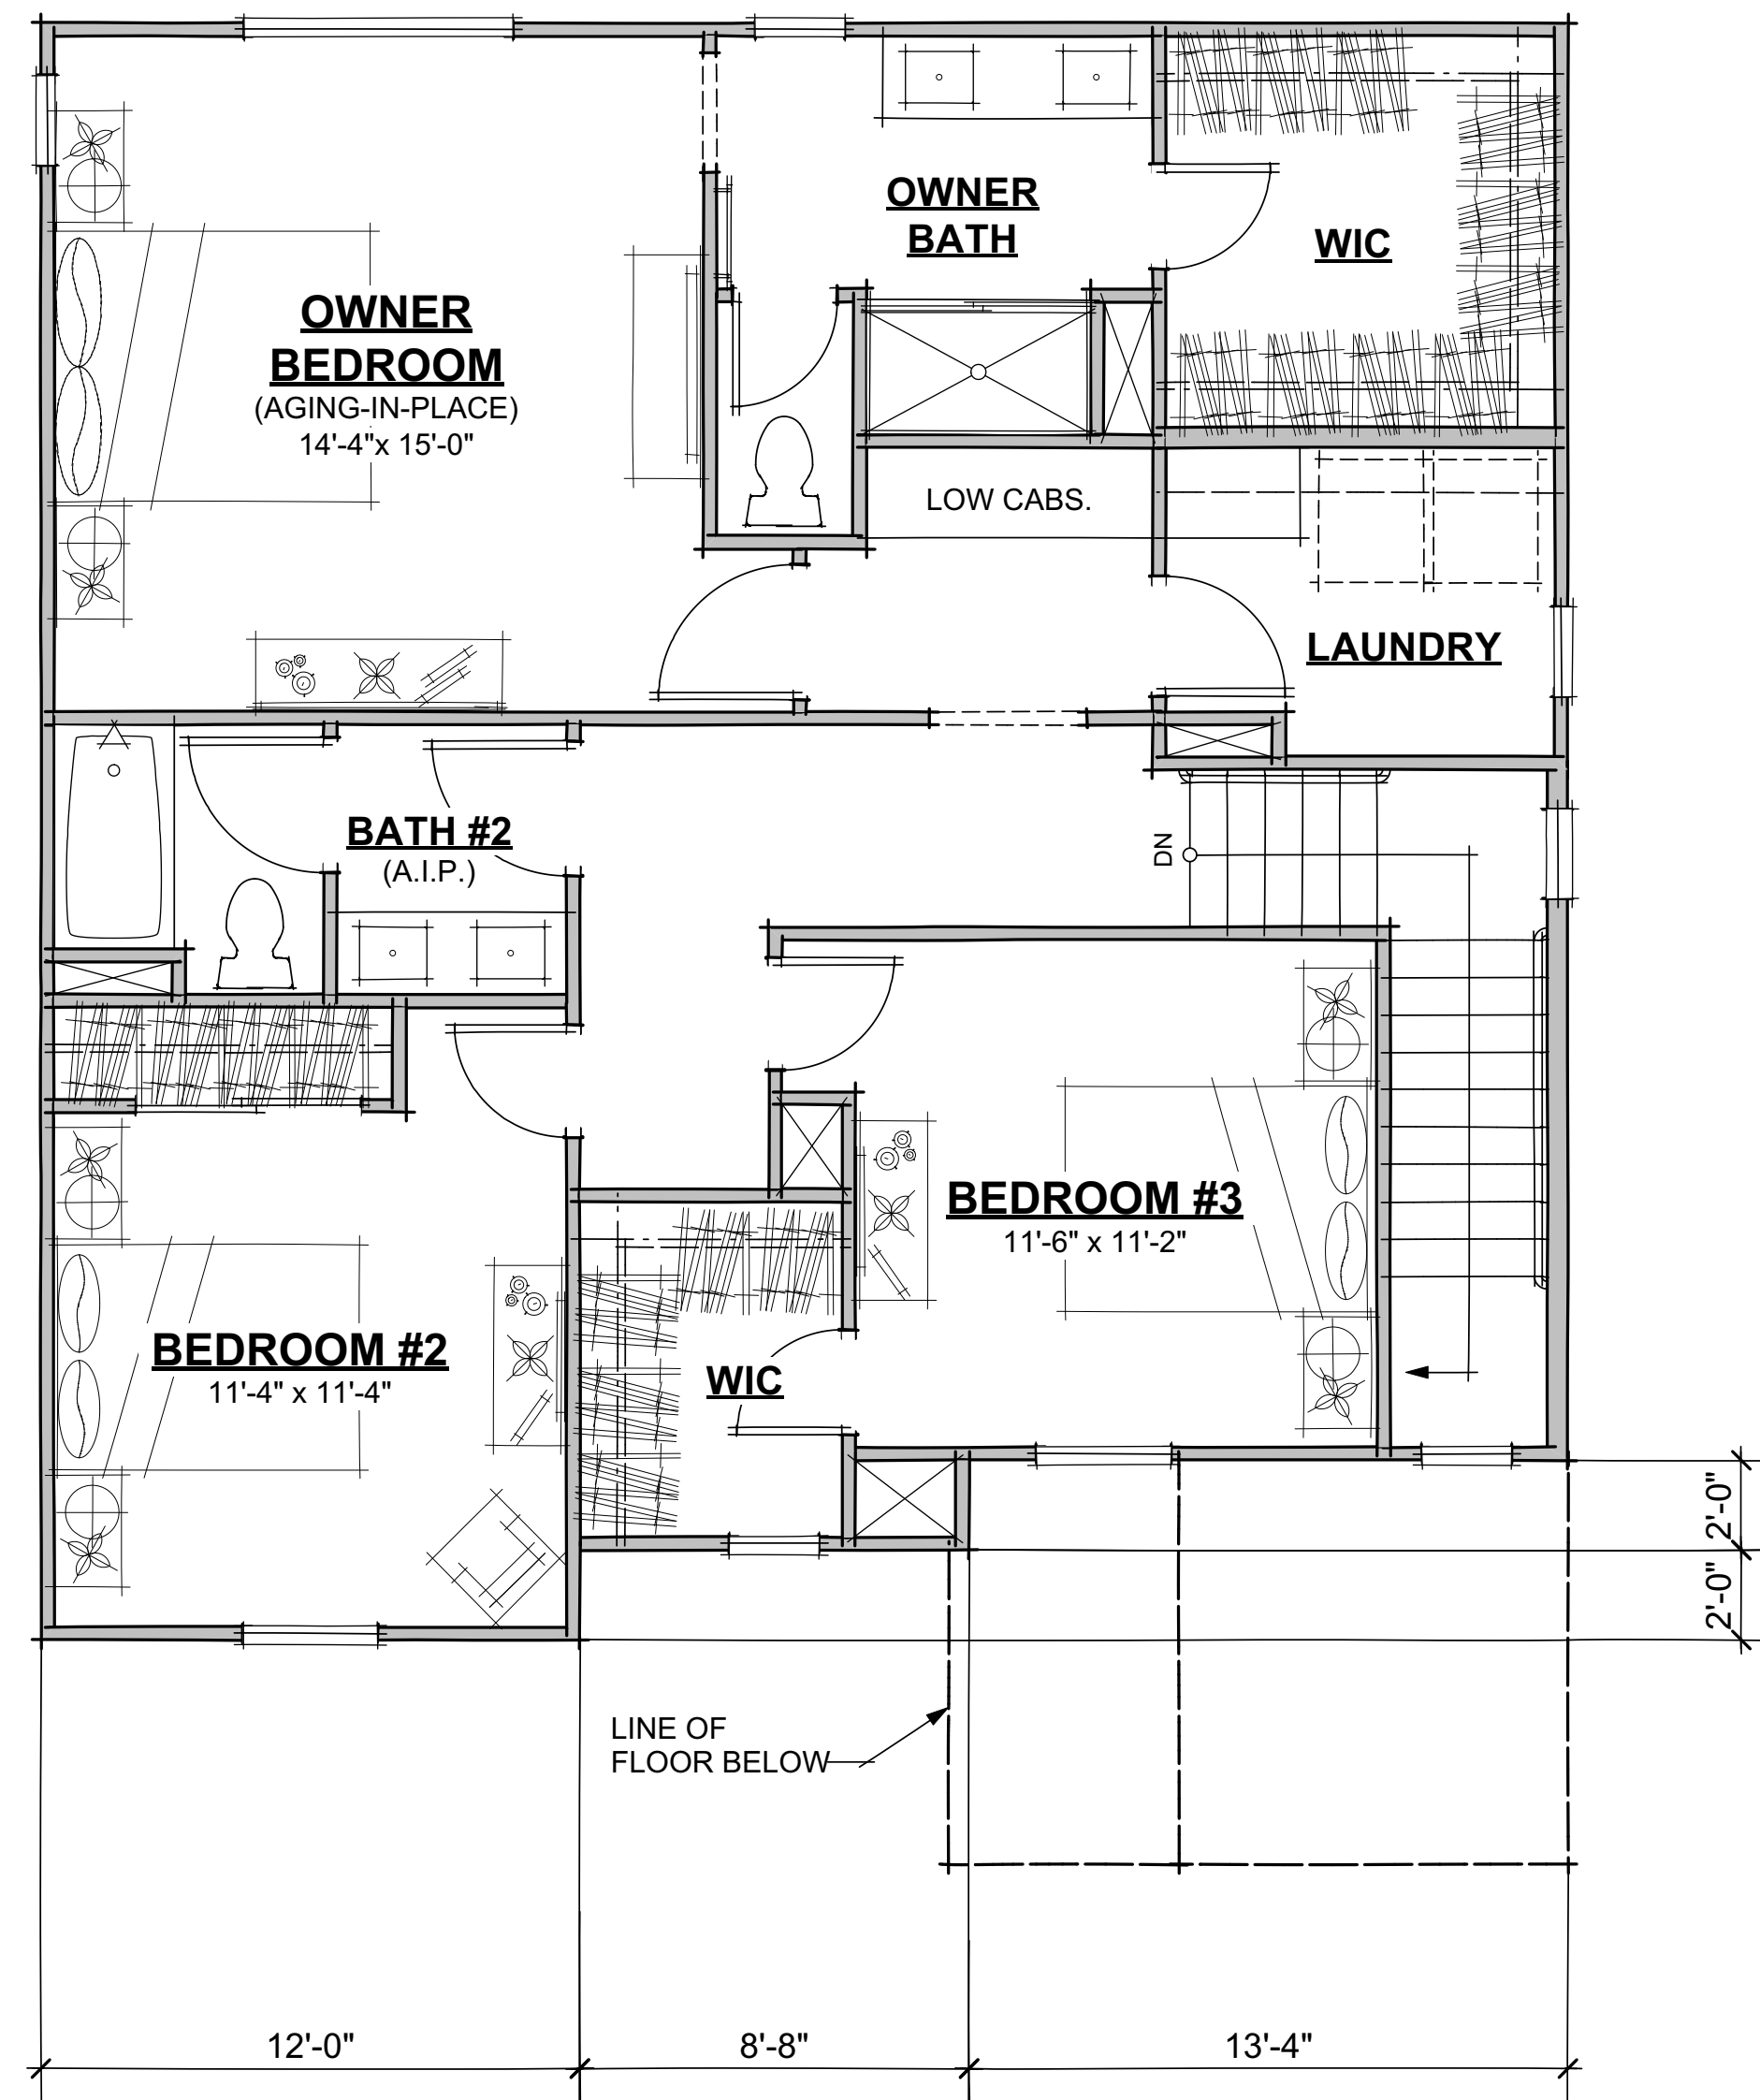 OWNER
BATH
WIC
OWNER
BEDROOM
(AGING-IN-PLACE)
14'-4"x 15'-0"
LOW CABS.
LAUNDRY
BATH #2
(A.I.P.)
DN
BEDROOM #3
11'-6" x 11'-2"
BEDROOM #2
11'-4" x 11'-4"
WIC
2'-0"
2'-0"
LINE OF
FLOOR BELOW
12'-0"
8'-8"
13'-4"